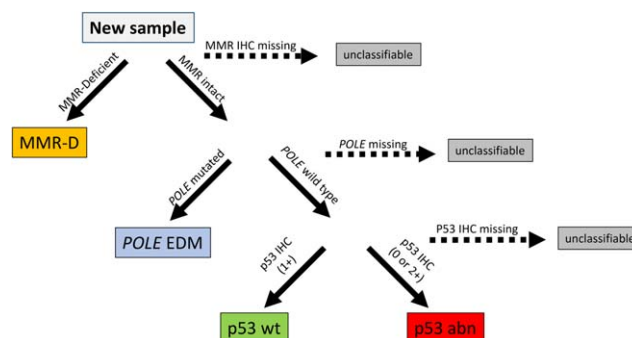 New sample
MMR IHC missing
unclassifiable
MMR-Deficient
MMR intact
MMR-D
POLE missing
unclassifiable
POLE mutated
POLE wild type
POLE EDM
P53 IHC missing
unclassifiable
p53 IHC
(1+)
p53 IHC
(0 or 2+)
p53 wt
p53 abn